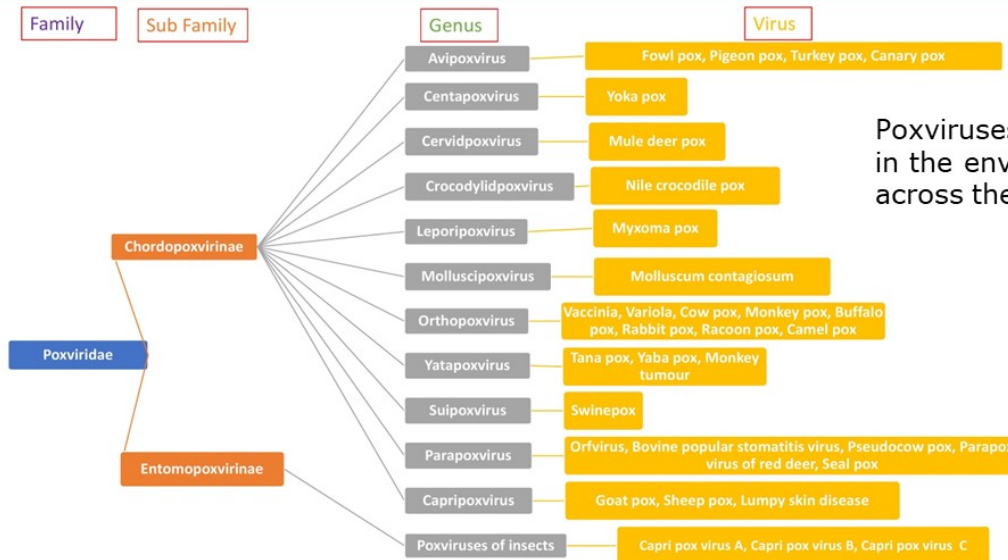 Family
Sub Family
Genus
Virus
Avipoxvirus
Fowl pox, Pigeon pox, Turkey pox, Canary pox
Centapoxvirus
Yoka pox
Poxviruses
in the env
across the
Cervidpoxvirus
Mule deer pox
Crocodylidpoxvirus
Nile crocodile pox
Leporipoxvirus
Myxoma pox
Chordopoxvirinae
Molluscipoxvirus
Molluscum contagiosum
Orthopoxvirus
Vaccinia, Variola, Cow pox, Monkey pox, Buffalo
pox, Rabbit pox, Racoon pox, Camel pox
Poxviridae
Yatapoxvirus
Tana pox, Yaba pox, Monkey
tumour
Suipoxvirus
Swinepox
Parapoxvirus
Orfvirus, Bovine popular stomatitis virus, Pseudocow pox, Parapox
virus of red deer, Seal pox
Entomopoxvirinae
Capripoxvirus
Goat pox, Sheep pox, Lumpy skin disease
Poxviruses of insects
Capri pox virus A, Capri pox virus B, Capri pox virus C